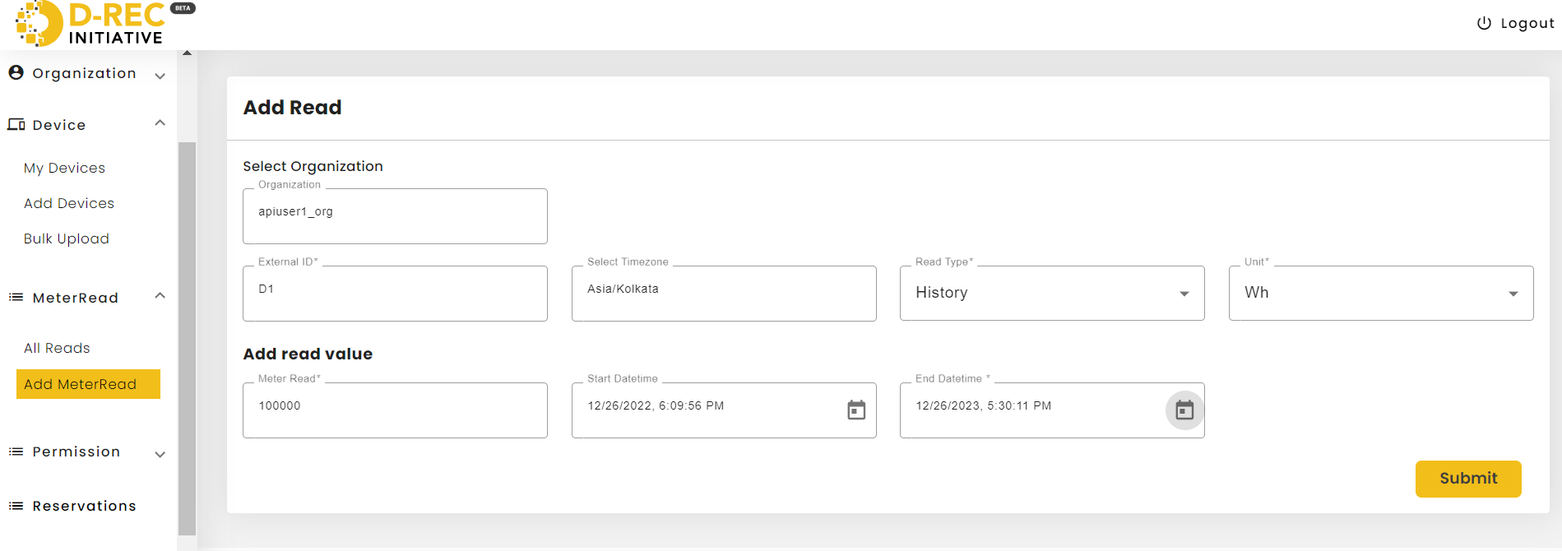 D-REC BETA
INITIATIVE
Logout
Organization
Device
My Devices
Add Devices
Bulk Upload
MeterRead
All Reads
Add MeterRead
Permission
Reservations
Add Read
Select Organization
Organization
apiuser1_org
External ID*
D1
Select Timezone
Asia/Kolkata
Read Type*
History
Unit*
Wh
Add read value
Meter Read*
100000
Start Datetime
12/26/2022, 6:09:56 PM
End Datetime *
12/26/2023, 5:30:11 PM
Submit